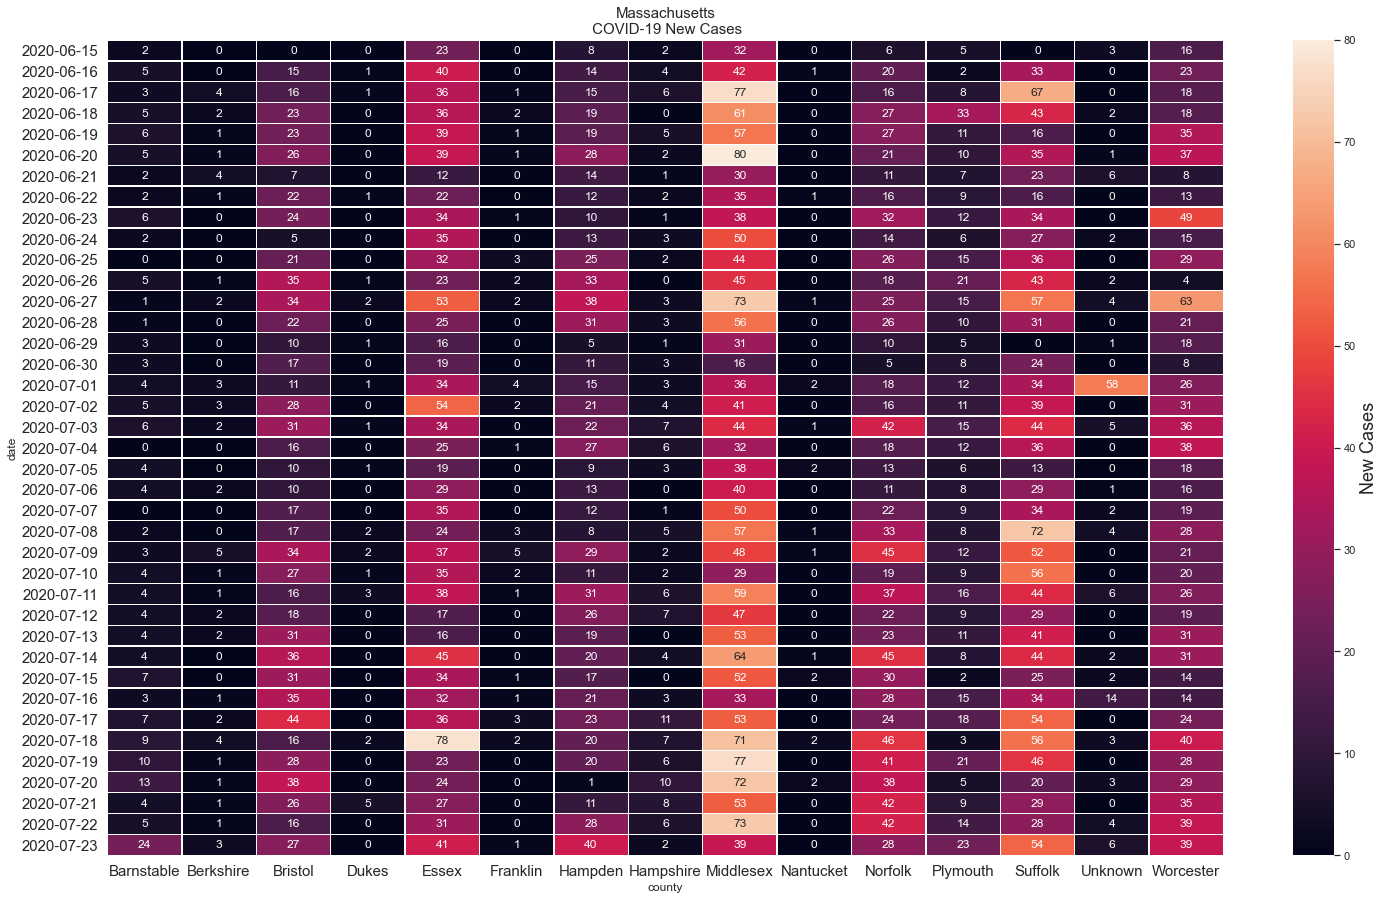 Massachusetts
COVID-19 New Cases
2020-06-15 2 0 0 0 23 0 8 2 32 0 6 5 0 3 16
2020-06-16 5 0 15 1 40 0 14 4 42 1 20 2 33 0 23
2020-06-17 3 4 16 1 36 1 15 6 77 0 16 8 67 0 18
2020-06-18 5 2 23 0 36 2 19 0 61 0 27 33 43 2 18
2020-06-19 6 1 23 0 39 1 19 5 57 0 27 11 16 0 35
2020-06-20 5 1 26 0 39 1 28 2 80 0 21 10 35 1 37
2020-06-21 2 4 7 0 12 0 14 1 30 0 11 7 23 6 8
2020-06-22 2 1 22 1 22 0 12 2 35 1 16 9 16 0 13
2020-06-23 6 0 24 0 34 1 10 1 38 0 32 12 34 0 49
2020-06-24 2 0 5 0 35 0 13 3 50 0 14 6 27 2 15
2020-06-25 0 0 21 0 32 3 25 2 44 0 26 15 36 0 29
2020-06-26 5 1 35 1 23 2 33 0 45 0 18 21 43 2 4
2020-06-27 1 2 34 2 53 2 38 3 73 1 25 15 57 4 63
2020-06-28 1 0 22 0 25 0 31 3 56 0 26 10 31 0 21
2020-06-29 3 0 10 1 16 0 5 1 31 0 10 5 0 1 18
2020-06-30 3 0 17 0 19 0 11 3 16 0 5 8 24 0 8
2020-07-01 4 3 11 1 34 4 15 3 36 2 18 12 34 58 26
2020-07-02 5 3 28 0 54 2 21 4 41 0 16 11 39 0 31
2020-07-03 6 2 31 1 34 0 22 7 44 1 42 15 44 5 36
2020-07-04 0 0 16 0 25 1 27 6 32 0 18 12 36 0 38
2020-07-05 4 0 10 1 19 0 9 3 38 2 13 6 13 0 18
2020-07-06 4 2 10 0 29 0 13 0 40 0 11 8 29 1 16
2020-07-07 0 0 17 0 35 0 12 1 50 0 22 9 34 2 19
2020-07-08 2 0 17 2 24 3 8 5 57 1 33 8 72 4 28
2020-07-09 3 5 34 2 37 5 29 2 48 1 45 12 52 0 21
2020-07-10 4 1 27 1 35 2 11 2 29 0 19 9 56 0 20
2020-07-11 4 1 16 3 38 1 31 6 59 0 37 16 44 6 26
2020-07-12 4 2 18 0 17 0 26 7 47 0 22 9 29 0 19
2020-07-13 4 2 31 0 16 0 19 0 53 0 23 11 41 0 31
2020-07-14 4 0 36 0 45 0 20 4 64 1 45 8 44 2 31
2020-07-15 7 0 31 0 34 1 17 0 52 2 30 2 25 2 14
2020-07-16 3 1 35 0 32 1 21 3 33 0 28 15 34 14 14
2020-07-17 7 2 44 0 36 3 23 11 53 0 24 18 54 0 24
2020-07-18 9 4 16 2 78 2 20 7 71 2 46 3 56 3 40
2020-07-19 10 1 28 0 23 0 20 6 77 0 41 21 46 0 28
2020-07-20 13 1 38 0 24 0 1 10 72 2 38 5 20 3 29
2020-07-21 4 1 26 5 27 0 11 8 53 0 42 9 29 0 35
2020-07-22 5 1 16 0 31 0 28 6 73 0 42 14 28 4 39
2020-07-23 24 3 27 0 41 1 40 2 39 0 28 23 54 6 39
Barnstable Berkshire Bristol Dukes Essex Franklin Hampden Hampshire Middlesex Nantucket Norfolk Plymouth Suffolk Unknown Worcester
county
date
80
70
60
50
40
30
20
10
0
New Cases